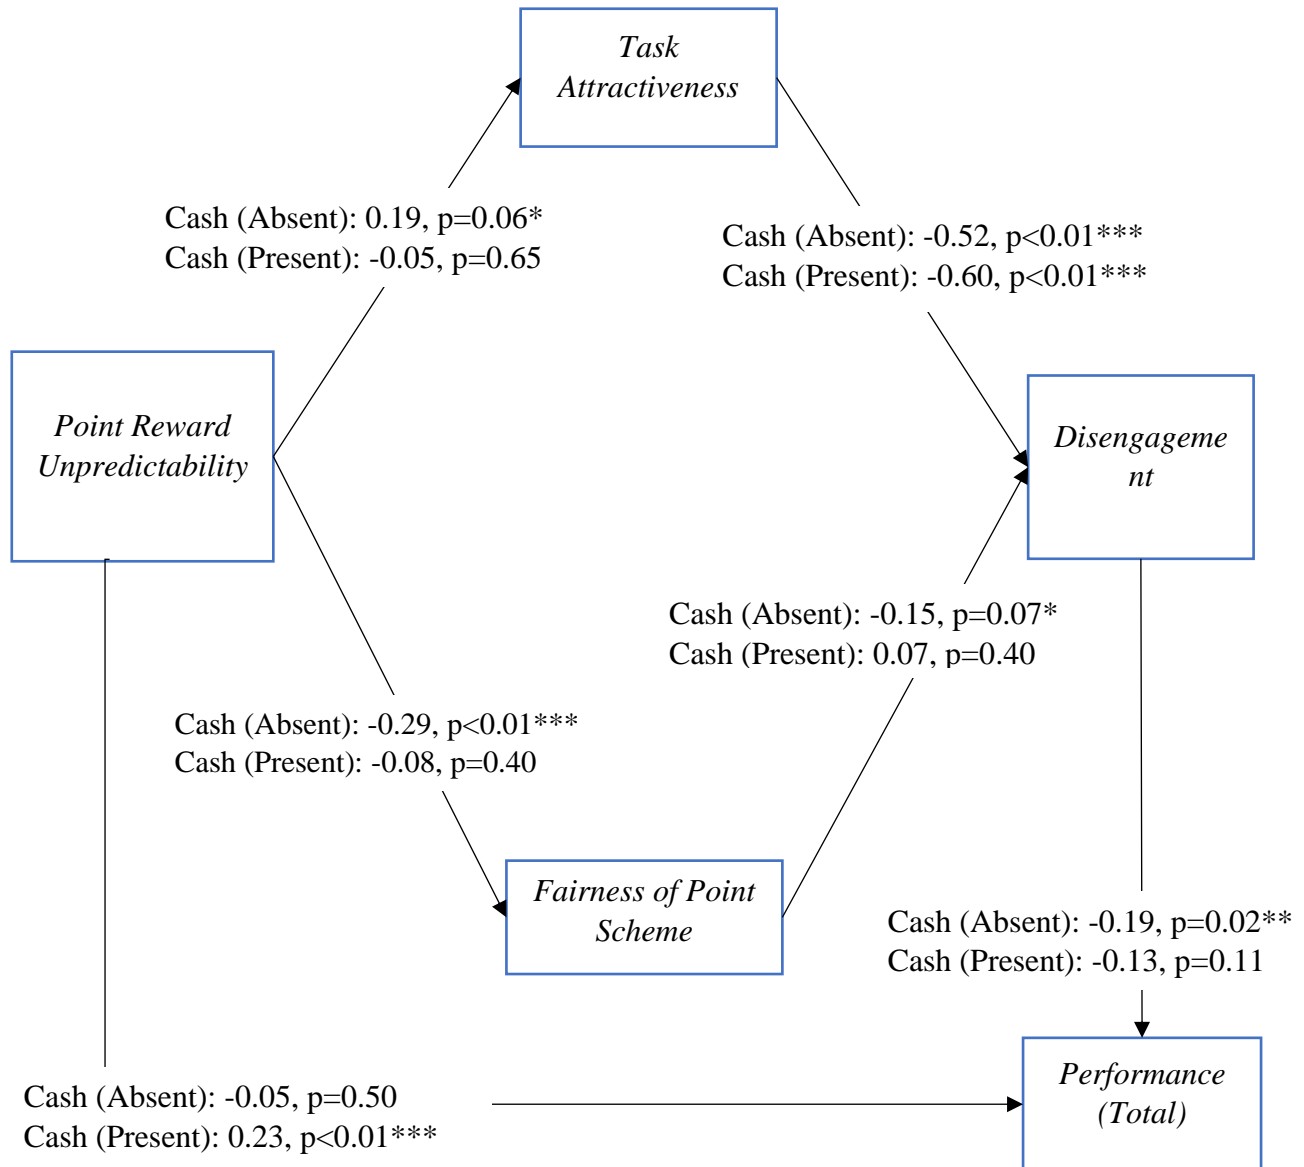 Task
Attractiveness
Cash (Absent): 0.19, p=0.06*
Cash (Present): -0.05, p=0.65
Cash (Absent): -0.52, p<0.01***
Cash (Present): -0.60, p<0.01***
Point Reward
Unpredictability
Disengageme
nt
Cash (Absent): -0.15, p=0.07*
Cash (Present): 0.07, p=0.40
Cash (Absent): -0.29, p<0.01***
Cash (Present): -0.08, p=0.40
Fairness of Point
Scheme
Cash (Absent): -0.19, p=0.02**
Cash (Present): -0.13, p=0.11
Performance
(Total)
Cash (Absent): -0.05, p=0.50
Cash (Present): 0.23, p<0.01***